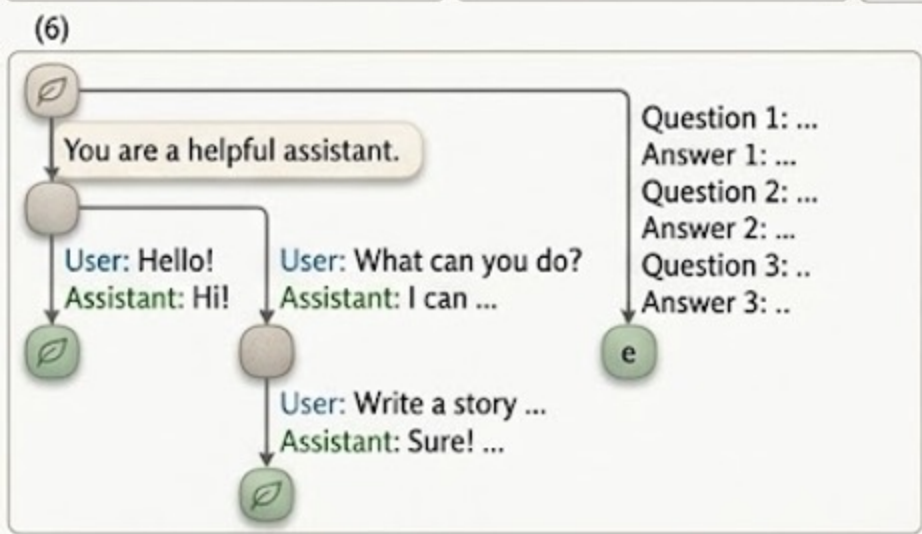 (6)
You are a helpful assistant.
User: Hello!
Assistant: Hi!
User: What can you do?
Assistant: I can ...
User: Write a story ...
Assistant: Sure! ...
Question 1: ...
Answer 1: ...
Question 2: ...
Answer 2: ...
Question 3: ..
Answer 3: ..
e